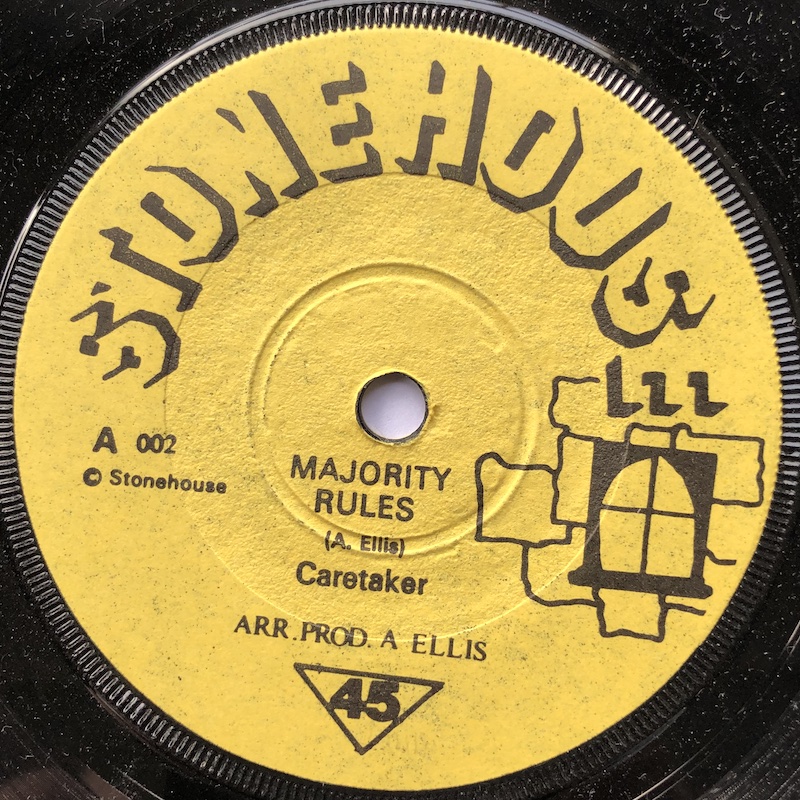 STONEHOUSE
A 002
© Stonehouse
MAJORITY
RULES
(A. Ellis)
Caretaker
ARR. PROD. A ELLIS
45